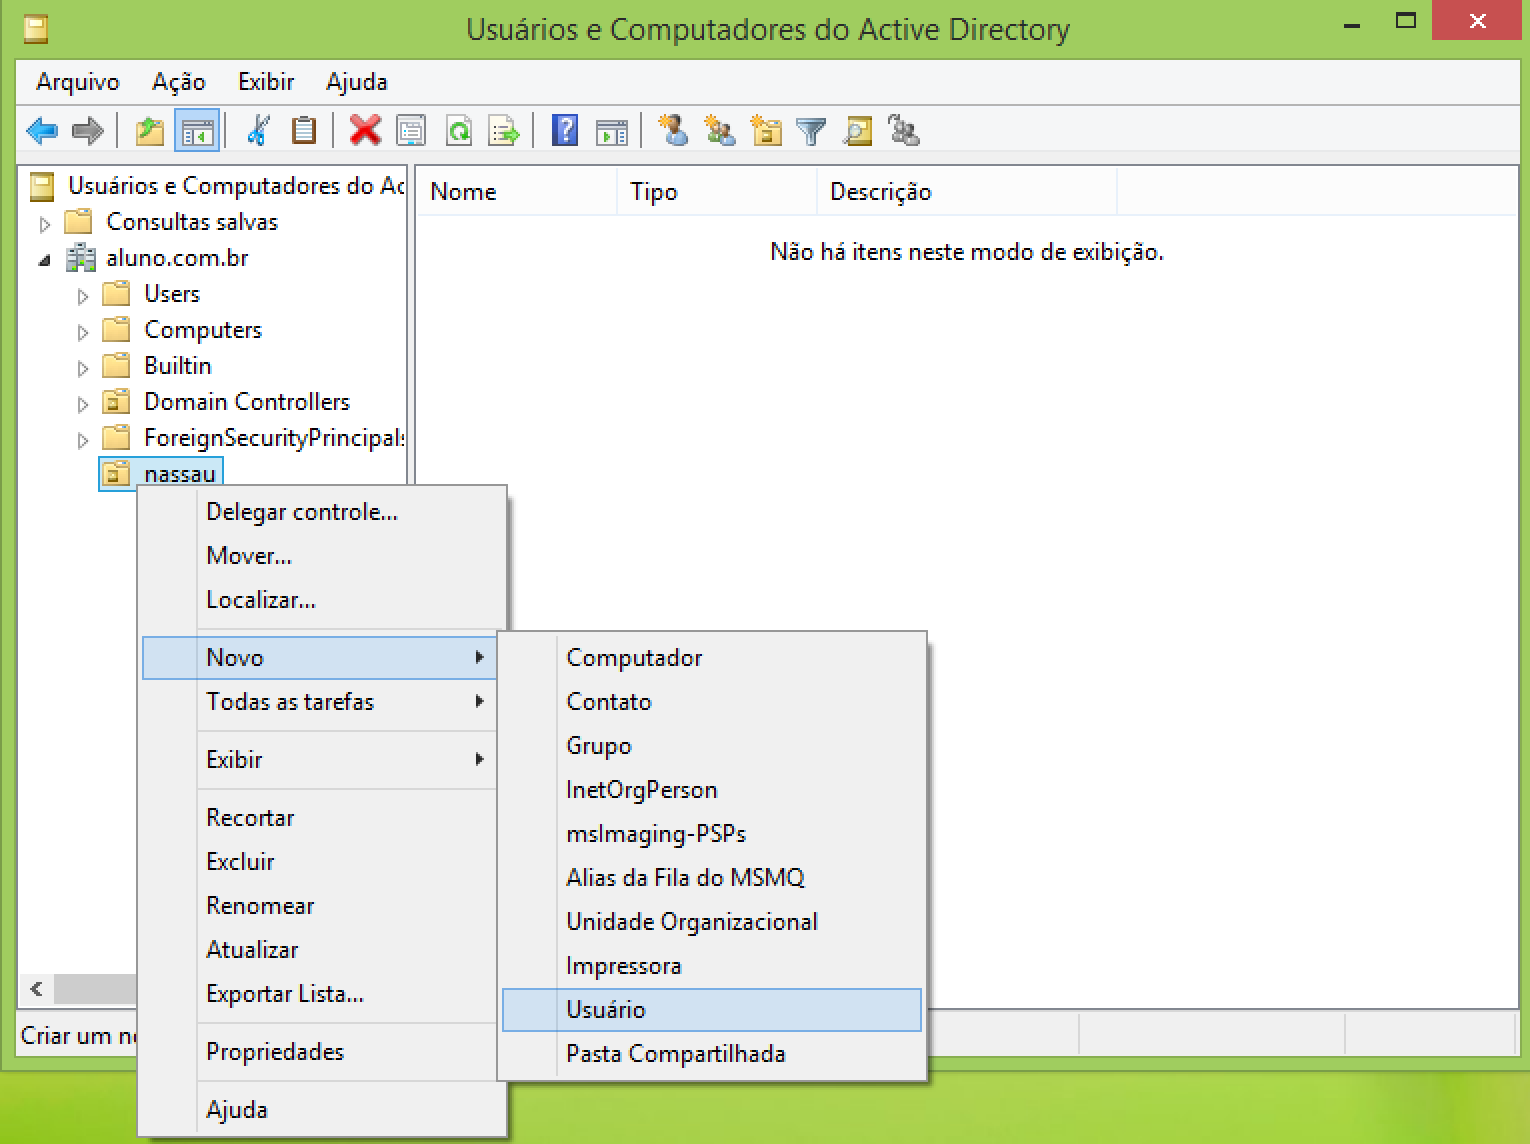 Usuários e Computadores do Active Directory
Arquivo Ação Exibir Ajuda
Usuários e Computadores do Ac
Consultas salvas
aluno.com.br
Users
Computers
Builtin
Domain Controllers
ForeignSecurityPrincipals
nassau
Nome Tipo Descrição
Não há itens neste modo de exibição.
Delegar controle...
Mover...
Localizar...
Novo
Todas as tarefas
Exibir
Recortar
Excluir
Renomear
Atualizar
Exportar Lista...
Propriedades
Ajuda
Computador
Contato
Grupo
InetOrgPerson
msImaging-PSPs
Alias da Fila do MSMQ
Unidade Organizacional
Impressora
Usuário
Pasta Compartilhada
Criar um n